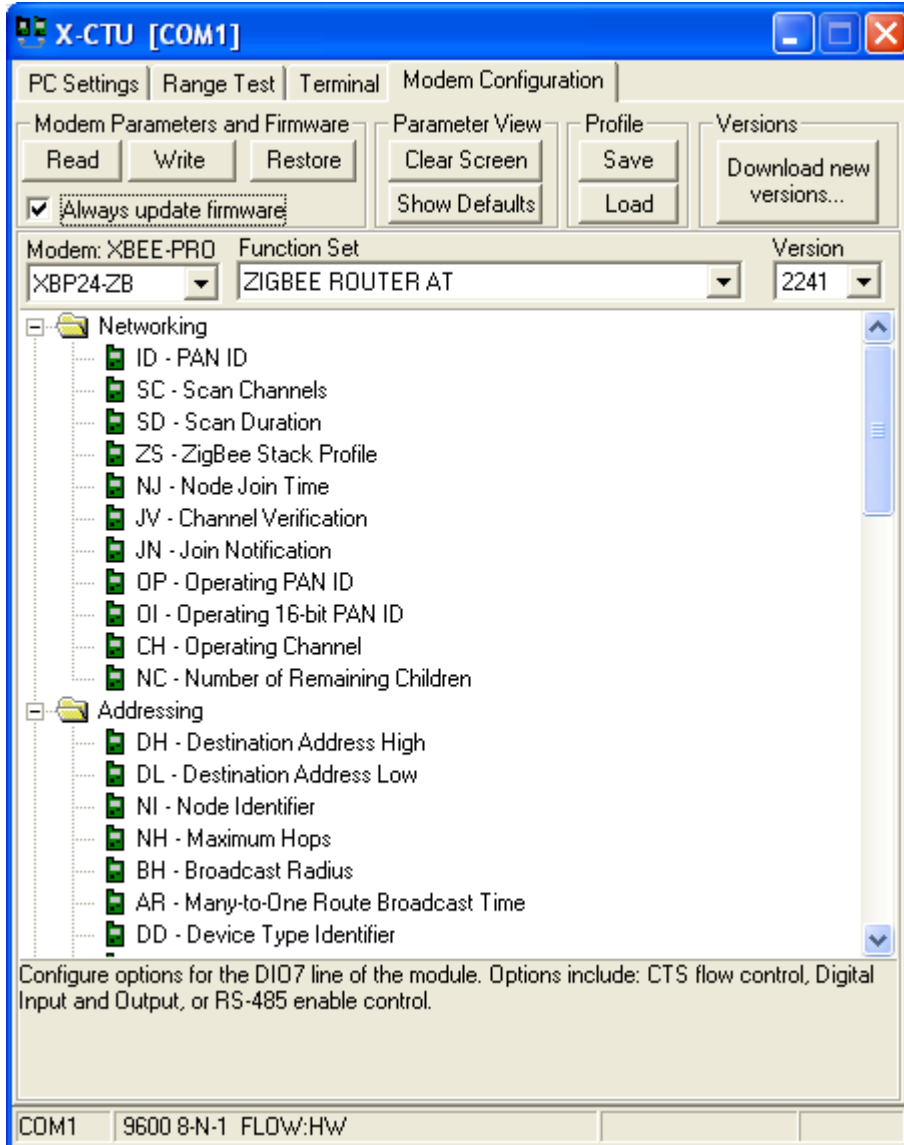 X-CTU [COM1]
PC Settings Range Test Terminal Modem Configuration
Modem Parameters and Firmware Parameter View Profile Versions
Read Write Restore Clear Screen Save Download new versions...
Always update firmware Show Defaults Load
Modem: XBEE-PRO Function Set Version
XBP24-ZB ZIGBEE ROUTER AT 2241
Networking
ID - PAN ID
SC - Scan Channels
SD - Scan Duration
ZS - ZigBee Stack Profile
NJ - Node Join Time
JV - Channel Verification
JN - Join Notification
OP - Operating PAN ID
OI - Operating 16-bit PAN ID
CH - Operating Channel
NC - Number of Remaining Children
Addressing
DH - Destination Address High
DL - Destination Address Low
NI - Node Identifier
NH - Maximum Hops
BH - Broadcast Radius
AR - Many-to-One Route Broadcast Time
DD - Device Type Identifier
Configure options for the DIO7 line of the module. Options include: CTS flow control, Digital
Input and Output, or RS-485 enable control.
COM1 9600 8-N-1 FLOW:HW